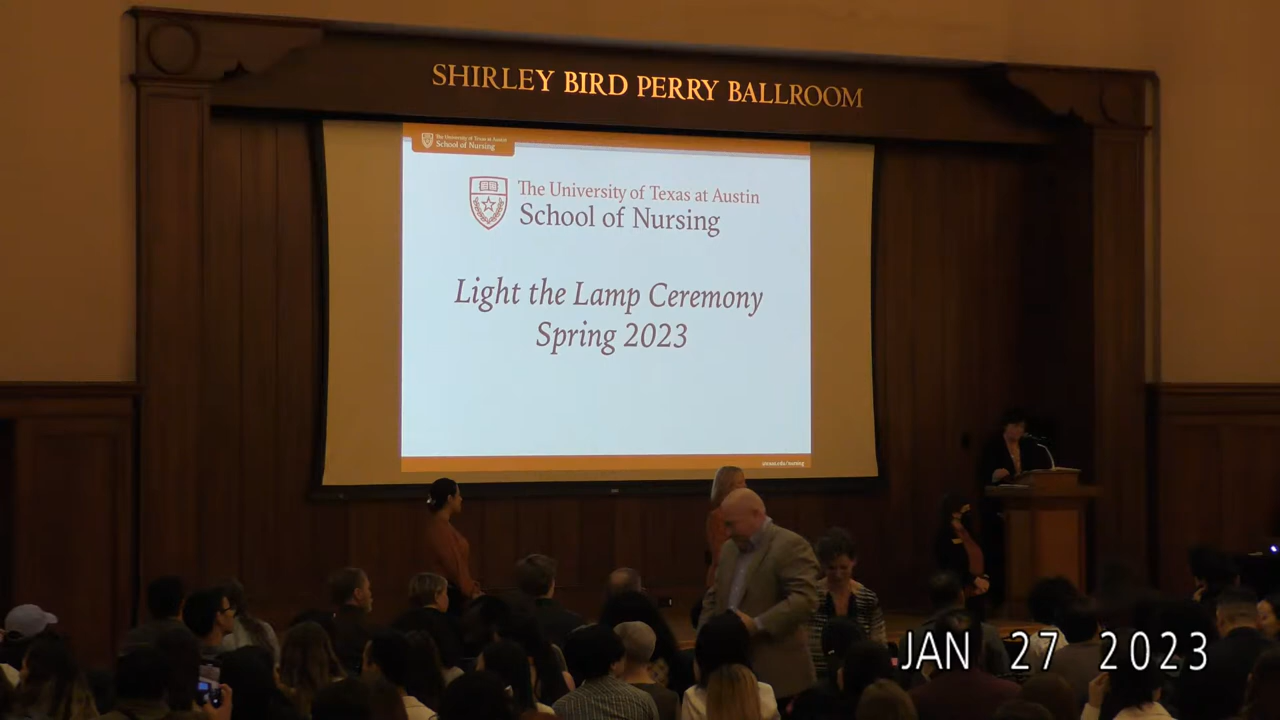 SHIRLEY BIRD PERRY BALLROOM
The University of Texas at Austin
School of Nursing
The University of Texas at Austin
School of Nursing
Light the Lamp Ceremony
Spring 2023
JAN 27 2023